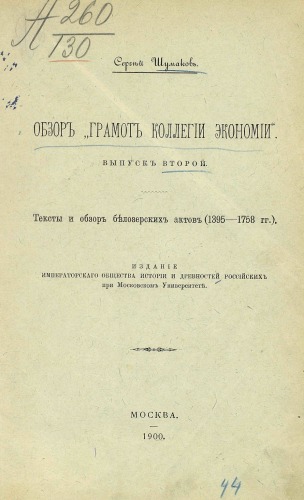 А 260
130
Сергѣй Шумаковъ.
ОБЗОРЪ „ГРАМОТЪ КОЛЛЕГІИ ЭКОНОМІИ".
ВЫПУСКЪ ВТОРОЙ.
Тексты и обзоръ бѣлозерскихъ актовъ (1395—1758 гг.).
ИЗДАНІЕ
ИМПЕРАТОРСКАГО ОБЩЕСТВА ИСТОРІИ И ДРЕВНОСТЕЙ РОССІЙСКИХЪ
при Московскомъ Университетѣ.
МОСКВА.
1900.
44